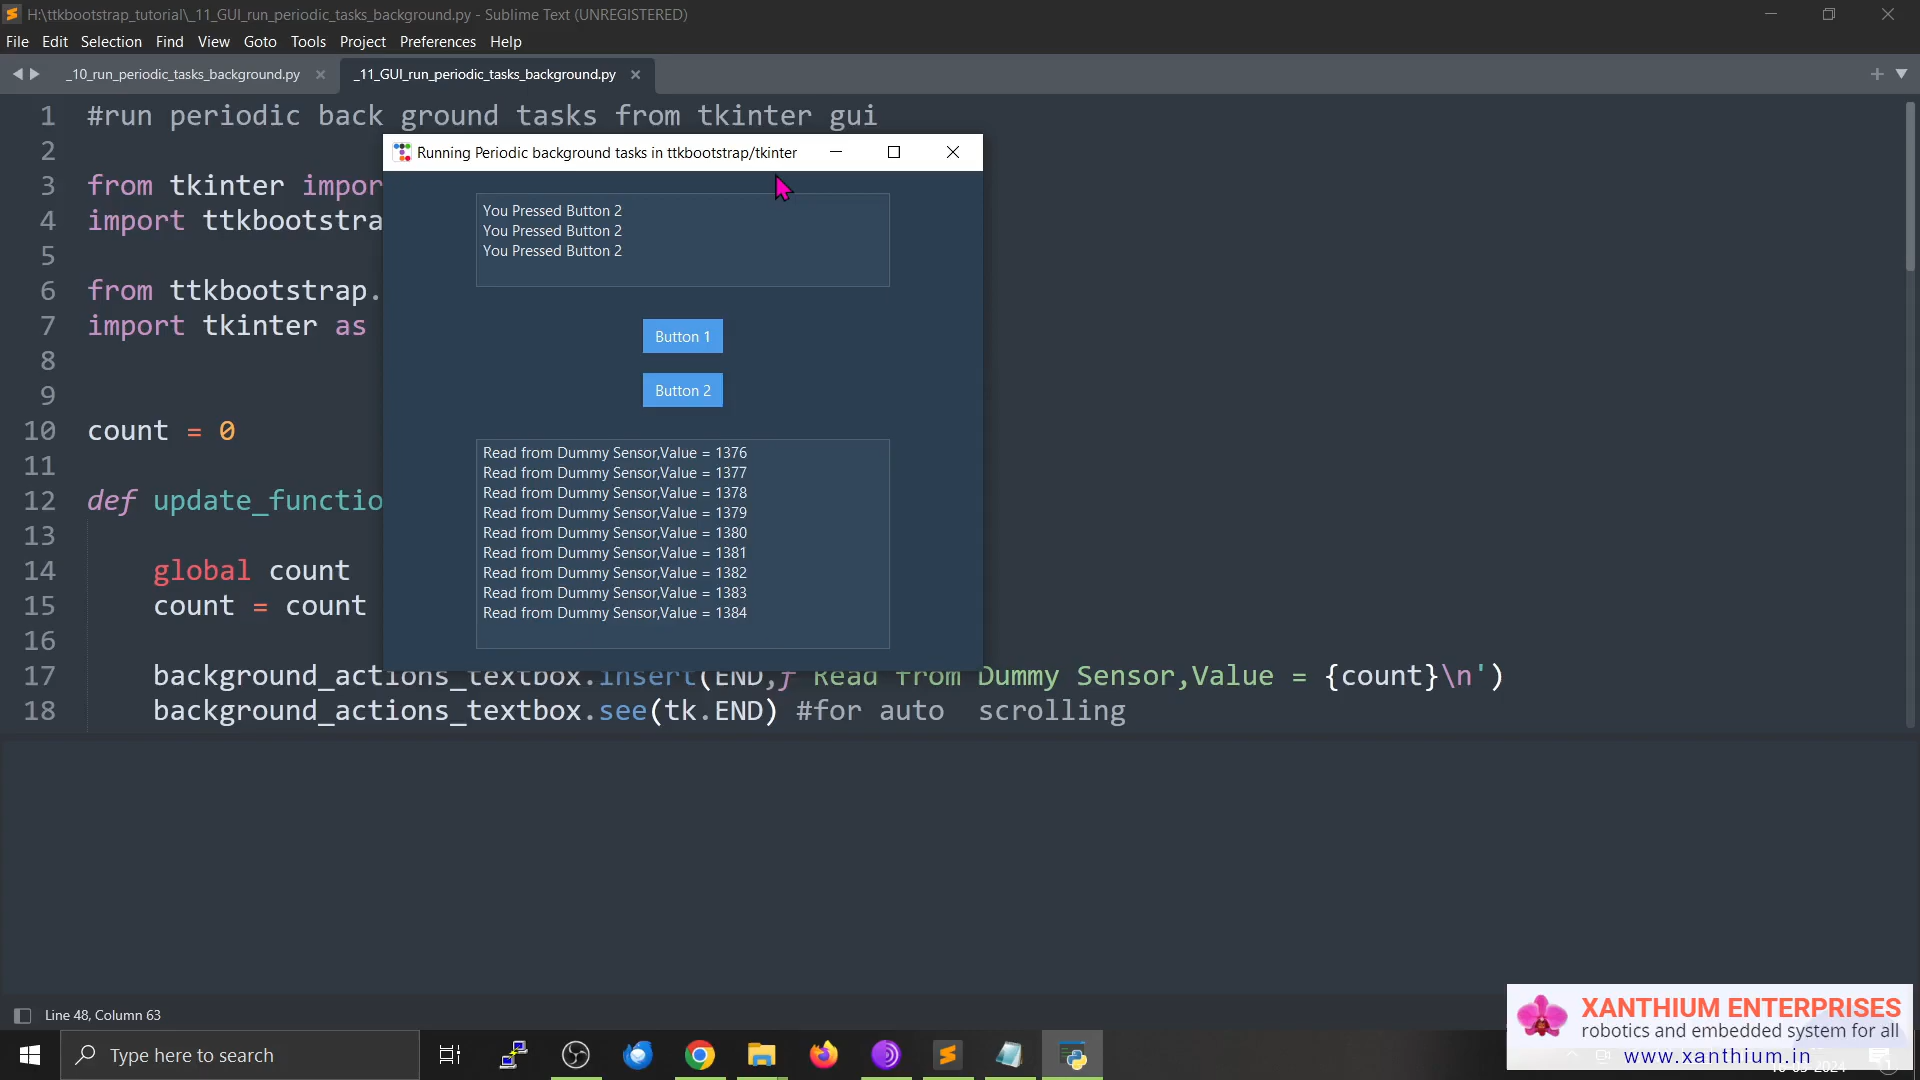 H:\ttkbootstrap_tutorial\_11_GUI_run_periodic_tasks_background.py - Sublime Text (UNREGISTERED)
File Edit Selection Find View Goto Tools Project Preferences Help
_10_run_periodic_tasks_background.py
_11_GUI_run_periodic_tasks_background.py
1 #run periodic back ground tasks from tkinter gui
2
3 from tkinter impor
4 import ttkbootstra
5
6 from ttkbootstrap.
7 import tkinter as
8
9
10 count = 0
11
12 def update_functio
13
14 global count
15 count = count
16
17 background_actions_textbox.insert(END,f Read from Dummy Sensor,Value = {count}\n')
18 background_actions_textbox.see(tk.END) #for auto scrolling
Running Periodic background tasks in ttkbootstrap/tkinter
You Pressed Button 2
You Pressed Button 2
You Pressed Button 2
Button 1
Button 2
Read from Dummy Sensor,Value = 1376
Read from Dummy Sensor,Value = 1377
Read from Dummy Sensor,Value = 1378
Read from Dummy Sensor,Value = 1379
Read from Dummy Sensor,Value = 1380
Read from Dummy Sensor,Value = 1381
Read from Dummy Sensor,Value = 1382
Read from Dummy Sensor,Value = 1383
Read from Dummy Sensor,Value = 1384
Line 48, Column 63
Type here to search
XANTHIUM ENTERPRISES
robotics and embedded system for all
www.xanthium.in